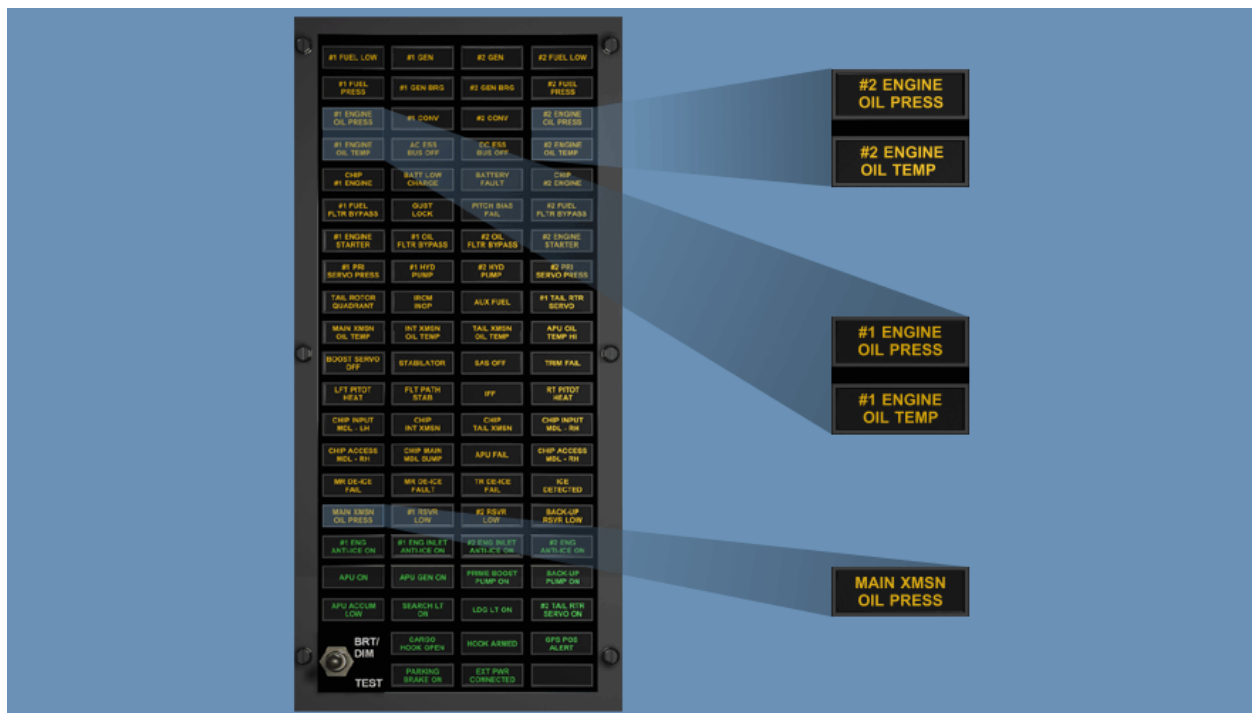 #1 FUEL LOW
#1 GEN
#2 GEN
#2 FUEL LOW
#1 FUEL
PRESS
#1 GEN BRG
#2 GEN BRG
#2 FUEL
PRESS
#1 ENGINE
OIL PRESS
#1 CONV
#2 CONV
#2 ENGINE
OIL PRESS
#1 ENGINE
OIL TEMP
AC ESS
BUS OFF
DC ESS
BUS OFF
#2 ENGINE
OIL TEMP
CHIP
#1 ENGINE
BATT LOW
CHARGE
BATTERY
FAULT
CHIP
#2 ENGINE
#1 FUEL
FLTR BYPASS
GUST
LOCK
PITCH BIAS
FAIL
#2 FUEL
FLTR BYPASS
#1 ENGINE
STARTER
#1 OIL
FLTR BYPASS
#2 OIL
FLTR BYPASS
#2 ENGINE
STARTER
#1 PRI
SERVO PRESS
#1 HYD
PUMP
#2 HYD
PUMP
#2 PRI
SERVO PRESS
TAIL ROTOR
QUADRANT
IRCM
INOP
AUX FUEL
#1 TAIL RTR
SERVO
MAIN XMSN
OIL TEMP
INT XMSN
OIL TEMP
TAIL XMSN
OIL TEMP
APU OIL
TEMP HI
BOOST SERVO
OFF
STABILATOR
SAS OFF
TRIM FAIL
LFT PITOT
HEAT
FLT PATH
STAB
IFF
RT PITOT
HEAT
CHIP INPUT
MDL - LH
CHIP
INT XMSN
CHIP
TAIL XMSN
CHIP INPUT
MDL - RH
CHIP ACCESS
MDL - RH
CHIP MAIN
MDL SUMP
APU FAIL
CHIP ACCESS
MDL - RH
MR DE-ICE
FAIL
MR DE-ICE
FAULT
TR DE-ICE
FAIL
ICE
DETECTED
MAIN XMSN
OIL PRESS
#1 RSVR
LOW
#2 RSVR
LOW
BACK-UP
RSVR LOW
#1 ENG
ANTI-ICE ON
#1 ENG INLET
ANTI-ICE ON
#2 ENG INLET
ANTI-ICE ON
#2 ENG
ANTI-ICE ON
APU ON
APU GEN ON
PRIME BOOST
PUMP ON
BACK-UP
PUMP ON
APU ACCUM
LOW
SEARCH LT
ON
LDG LT ON
#2 TAIL RTR
SERVO ON
BRT/
DIM
TEST
CARGO
HOOK OPEN
HOOK ARMED
GPS POS
ALERT
PARKING
BRAKE ON
EXT PWR
CONNECTED
#2 ENGINE
OIL PRESS
#2 ENGINE
OIL TEMP
#1 ENGINE
OIL PRESS
#1 ENGINE
OIL TEMP
MAIN XMSN
OIL PRESS